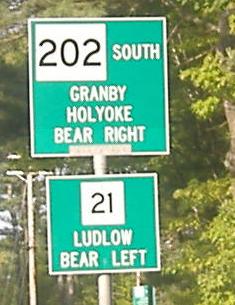 202 SOUTH
GRANBY
HOLYOKE
BEAR RIGHT
21
LUDLOW
BEAR LEFT